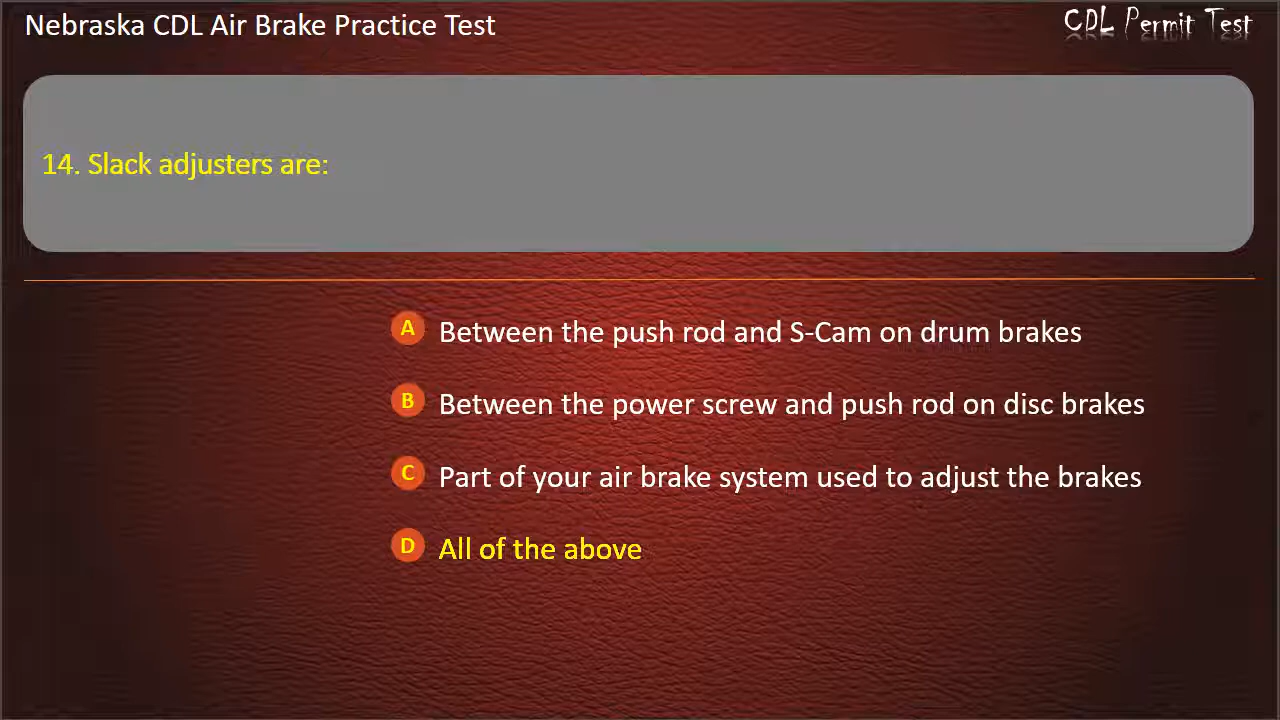 Nebraska CDL Air Brake Practice Test
CDL Permit Test
14. Slack adjusters are:
A Between the push rod and S-Cam on drum brakes
B Between the power screw and push rod on disc brakes
C Part of your air brake system used to adjust the brakes
D All of the above